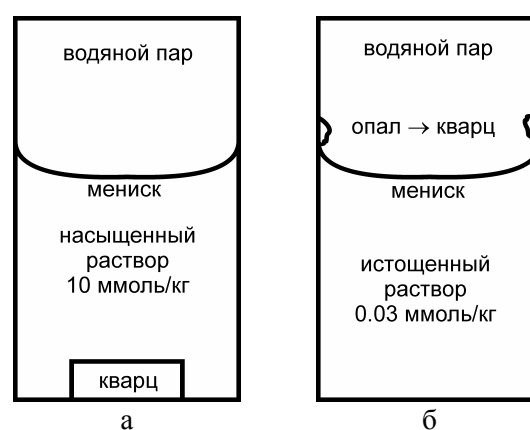 водяной пар
мениск
насыщенный
раствор
10 ммоль/кг
кварц
а
водяной пар
опал → кварц
мениск
истощенный
раствор
0.03 ммоль/кг
б